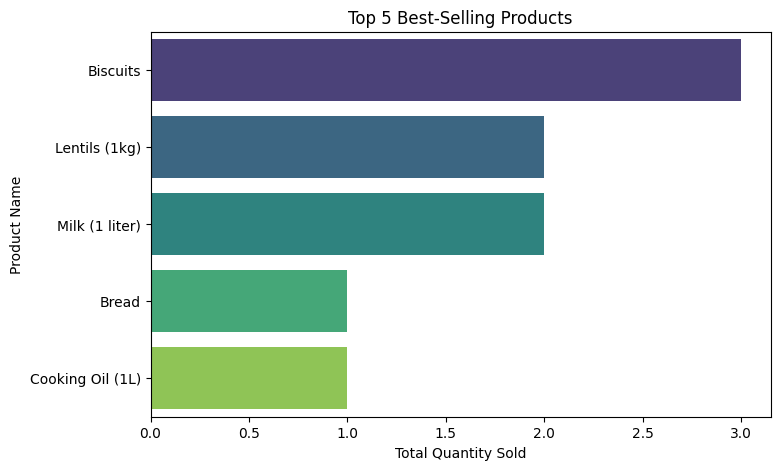 Top 5 Best-Selling Products
Product Name
Biscuits
Lentils (1kg)
Milk (1 liter)
Bread
Cooking Oil (1L)
0.0 0.5 1.0 1.5 2.0 2.5 3.0
Total Quantity Sold